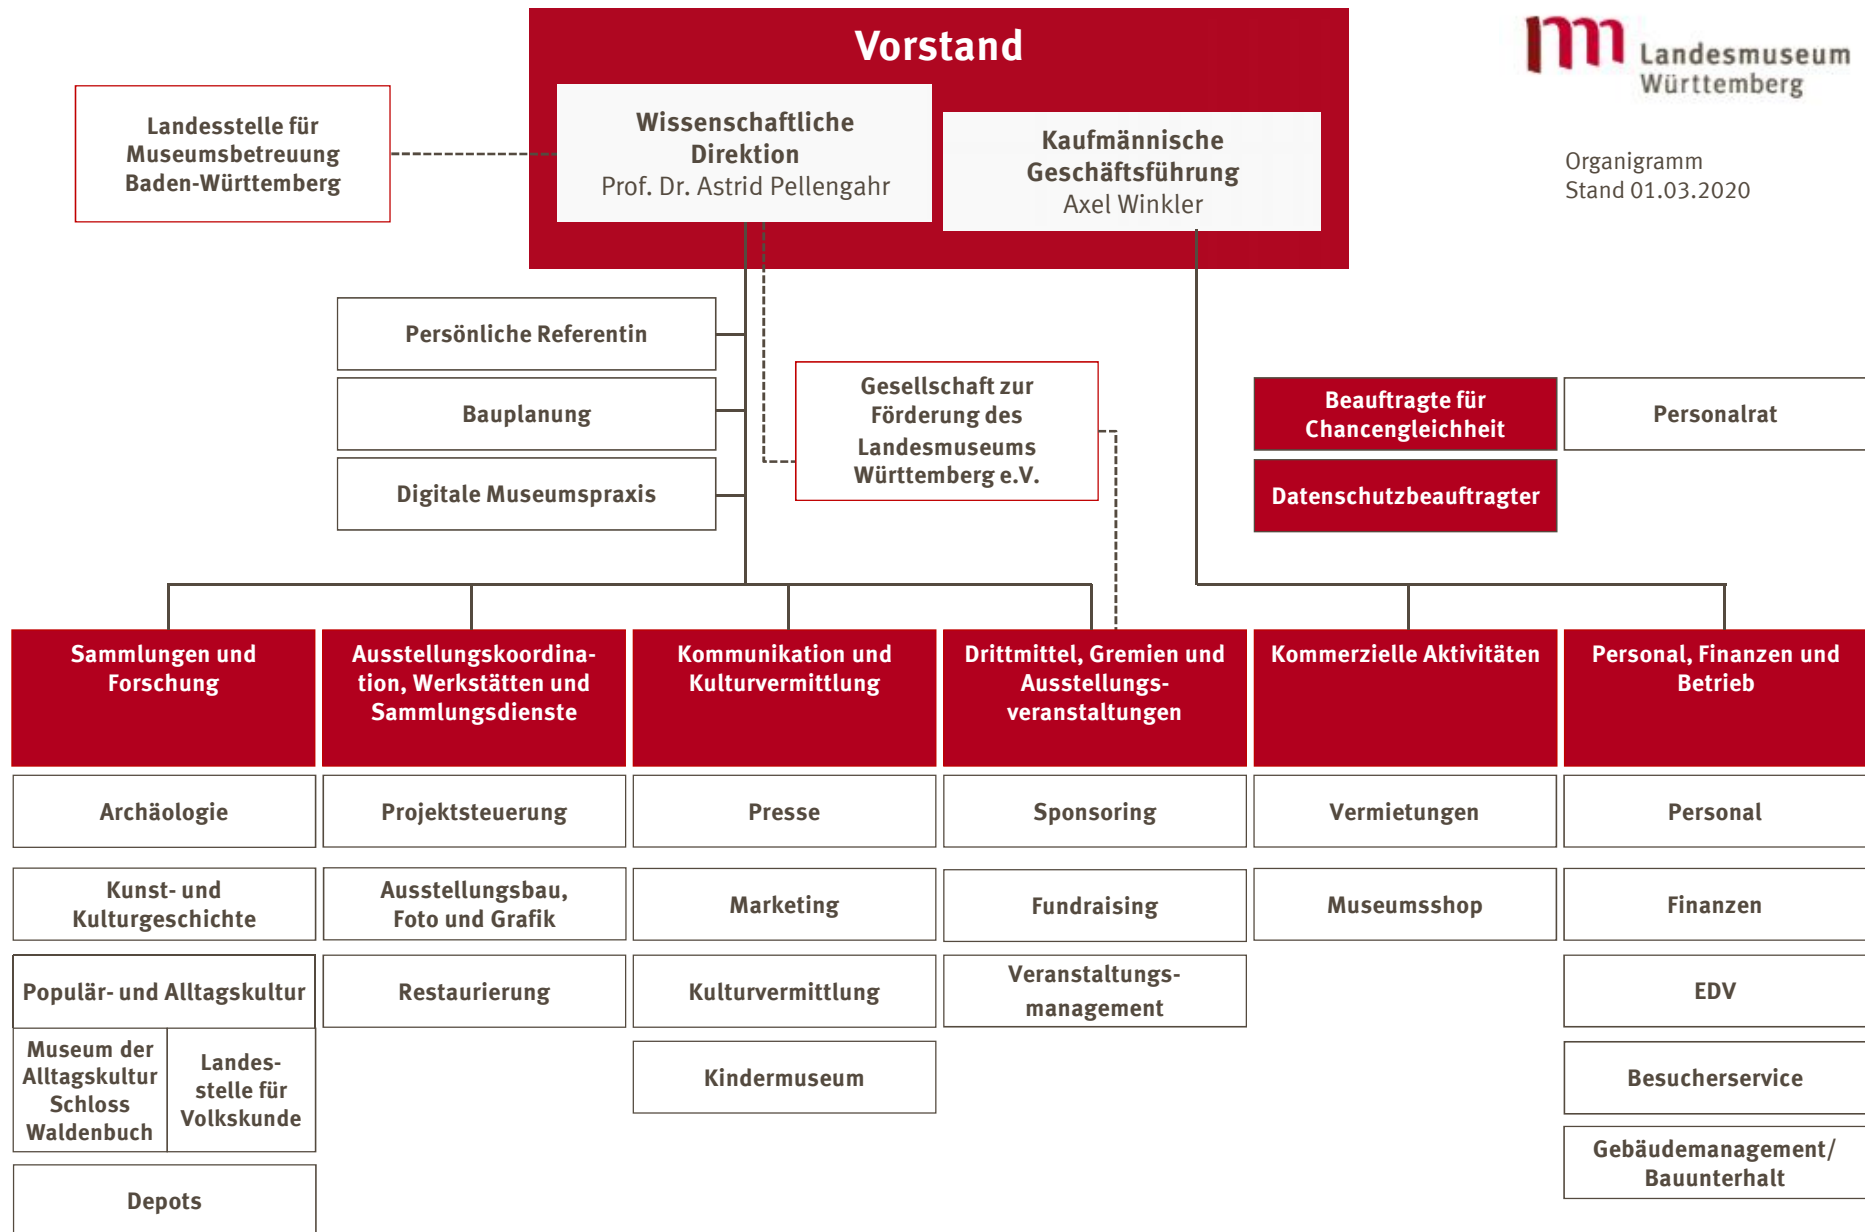 Vorstand
Landesmuseum
Württemberg
Organigramm
Stand 01.03.2020
Landesstelle für
Museumsbetreuung
Baden-Württemberg
Wissenschaftliche
Direktion
Prof. Dr. Astrid Pellengahr
Kaufmännische
Geschäftsführung
Axel Winkler
Persönliche Referentin
Bauplanung
Digitale Museumspraxis
Gesellschaft zur
Förderung des
Landesmuseums
Württemberg e.V.
Beauftragte für
Chancengleichheit
Personalrat
Datenschutzbeauftragter
Sammlungen und
Forschung
Archäologie
Kunst- und
Kulturgeschichte
Populär- und Alltagskultur
Museum der
Alltagskultur
Schloss
Waldenbuch
Landes-
stelle für
Volkskunde
Depots
Ausstellungskoordina-
tion, Werkstätten und
Sammlungsdienste
Projektsteuerung
Ausstellungsbau,
Foto und Grafik
Restaurierung
Kommunikation und
Kulturvermittlung
Presse
Marketing
Kulturvermittlung
Kindermuseum
Drittmittel, Gremien und
Ausstellungs-
veranstaltungen
Sponsoring
Fundraising
Veranstaltungs-
management
Kommerzielle Aktivitäten
Vermietungen
Museumsshop
Personal, Finanzen und
Betrieb
Personal
Finanzen
EDV
Besucherservice
Gebäudemanagement/
Bauunterhalt